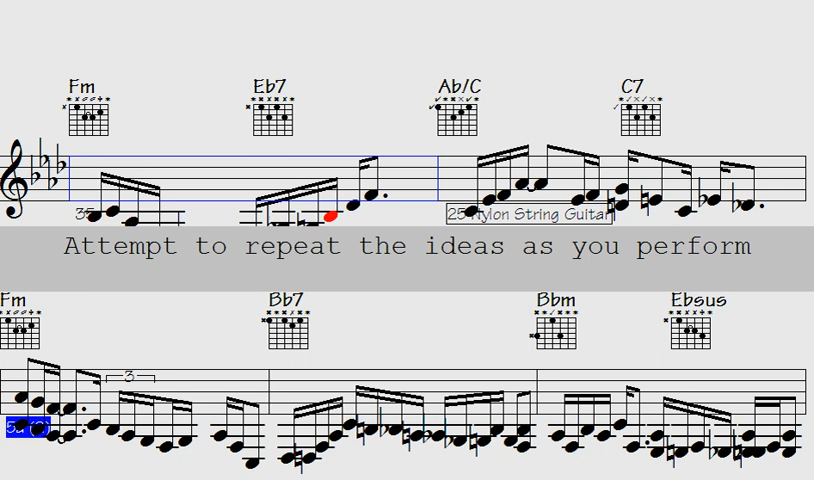 Fm Eb7 Ab/C C7
35
25 Nylon String Guitar
Attempt to repeat the ideas as you perform
Fm Bb7 Bbm Ebsus
3